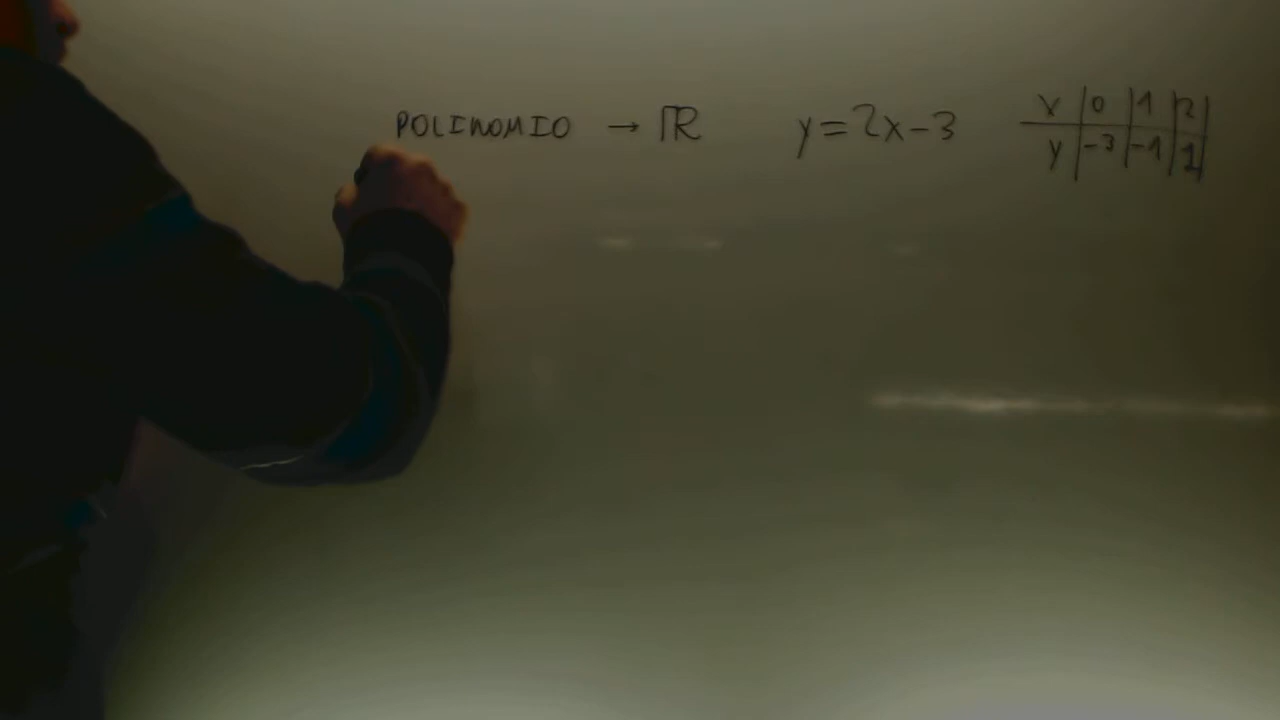 POLINOMIO → ℝ y=2x-3
x 0 1 2
y -3 -1 1